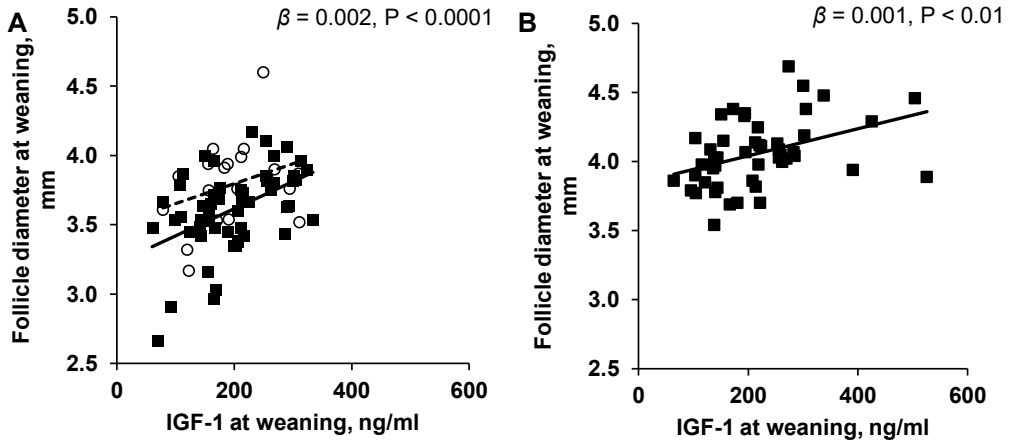 A
β = 0.002, P < 0.0001
Follicle diameter at weaning,
mm
5.0
4.5
4.0
3.5
3.0
2.5
0
200
400
600
IGF-1 at weaning, ng/ml
B
β = 0.001, P < 0.01
Follicle diameter at weaning,
mm
5.0
4.5
4.0
3.5
3.0
2.5
0
200
400
600
IGF-1 at weaning, ng/ml